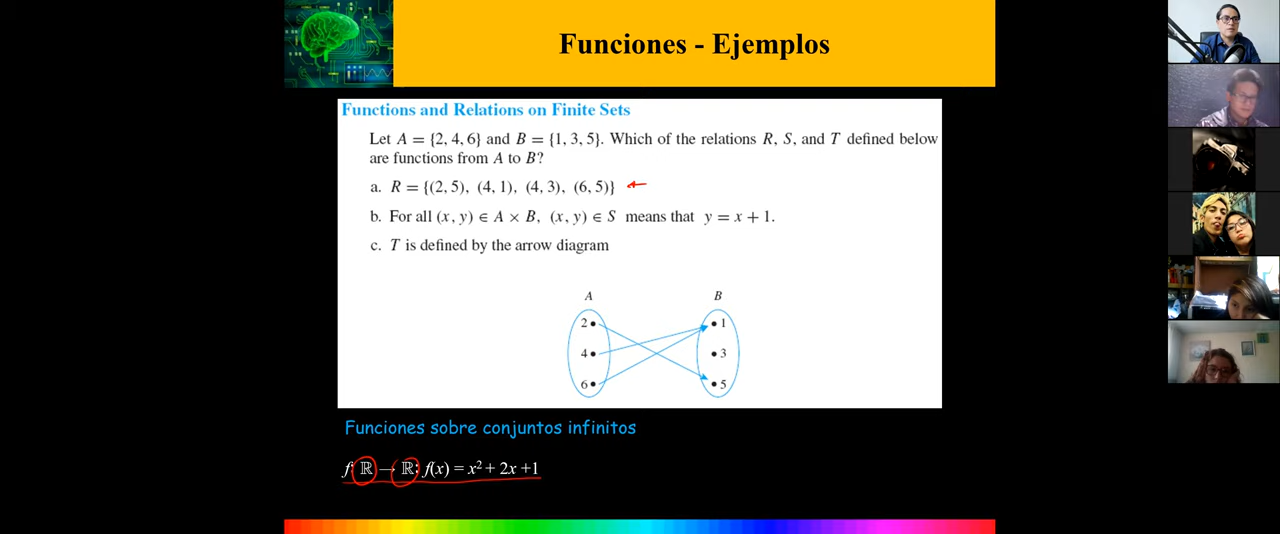 Funciones - Ejemplos
Functions and Relations on Finite Sets
Let A = {2, 4, 6} and B = {1, 3, 5}. Which of the relations R, S, and T defined below
are functions from A to B?
a. R = {(2, 5), (4, 1), (4, 3), (6, 5)}
b. For all (x, y) ∈ A × B, (x, y) ∈ S means that y = x + 1.
c. T is defined by the arrow diagram
A B
2 1
4 3
6 5
Funciones sobre conjuntos infinitos
f: ℝ → ℝ: f(x) = x² + 2x +1